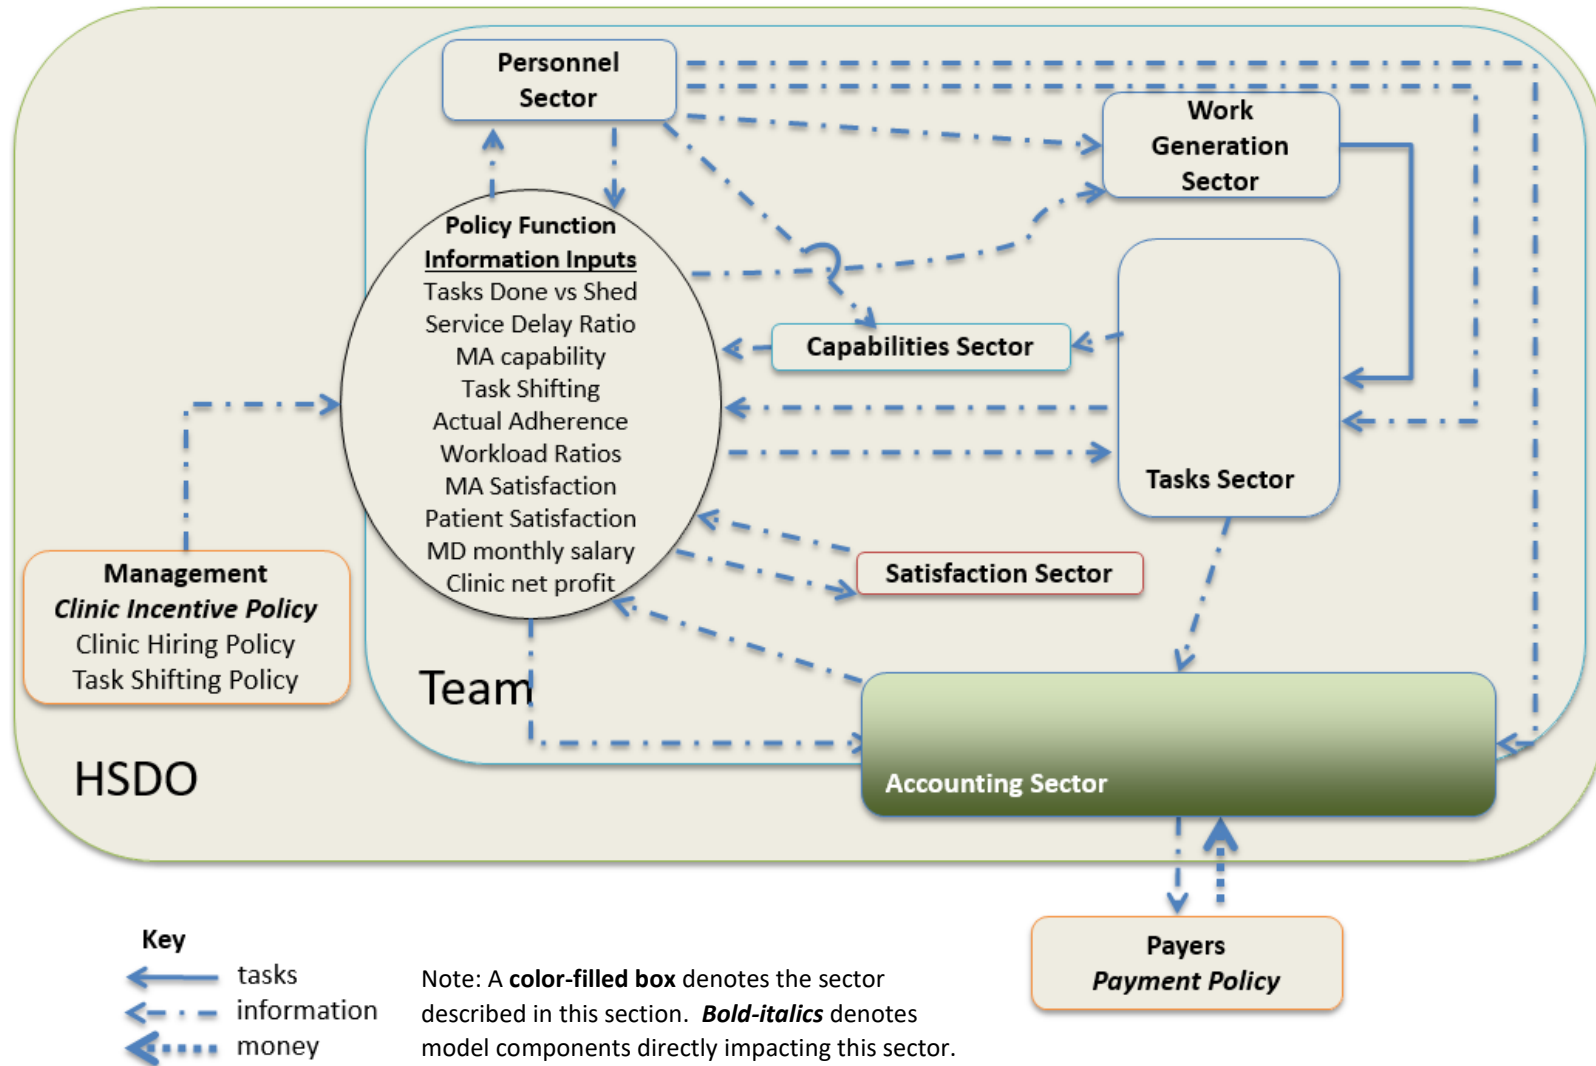 Personnel
Sector
Work
Generation
Sector
Policy Function
Information Inputs
Tasks Done vs Shed
Service Delay Ratio
MA capability
Task Shifting
Actual Adherence
Workload Ratios
MA Satisfaction
Patient Satisfaction
MD monthly salary
Clinic net profit
Capabilities Sector
Tasks Sector
Satisfaction Sector
Management
Clinic Incentive Policy
Clinic Hiring Policy
Task Shifting Policy
Team
HSDO
Accounting Sector
Payers
Payment Policy
Key
tasks
information
money
Note: A color-filled box denotes the sector
described in this section.  Bold-italics denotes
model components directly impacting this sector.